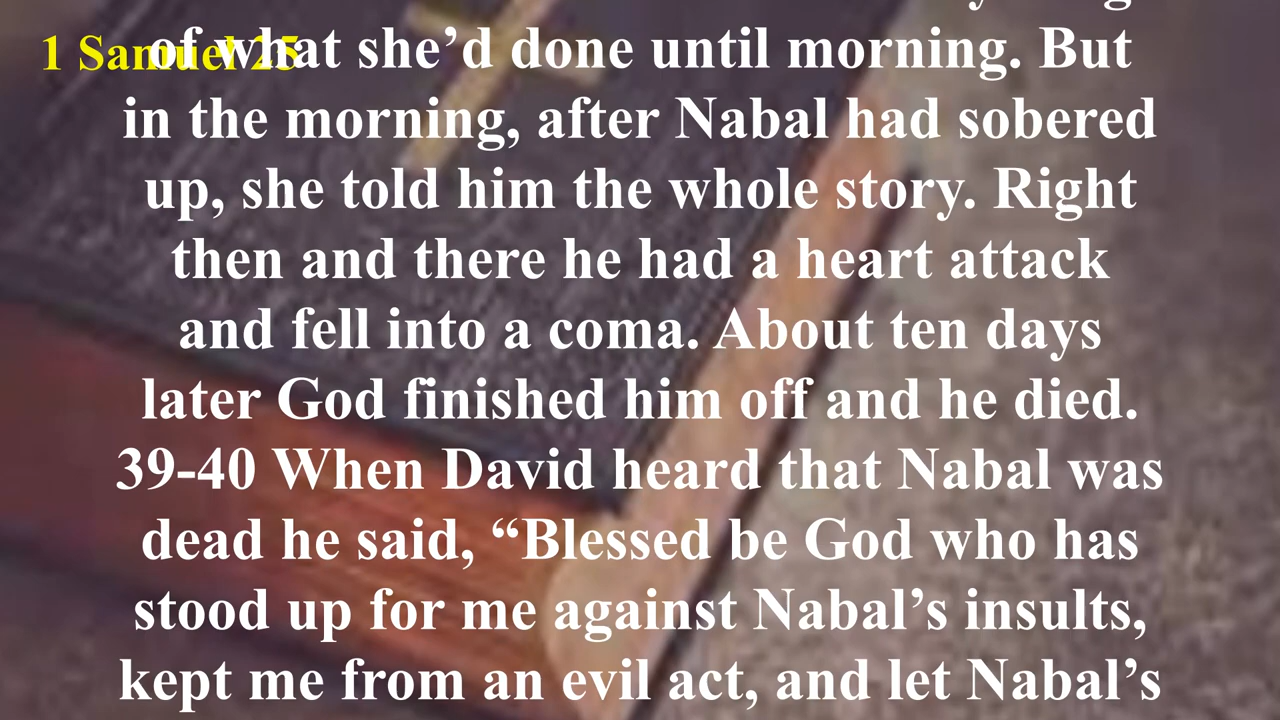 1 Samuel 25
of what she’d done until morning. But
in the morning, after Nabal had sobered
up, she told him the whole story. Right
then and there he had a heart attack
and fell into a coma. About ten days
later God finished him off and he died.
39-40 When David heard that Nabal was
dead he said, “Blessed be God who has
stood up for me against Nabal’s insults,
kept me from an evil act, and let Nabal’s